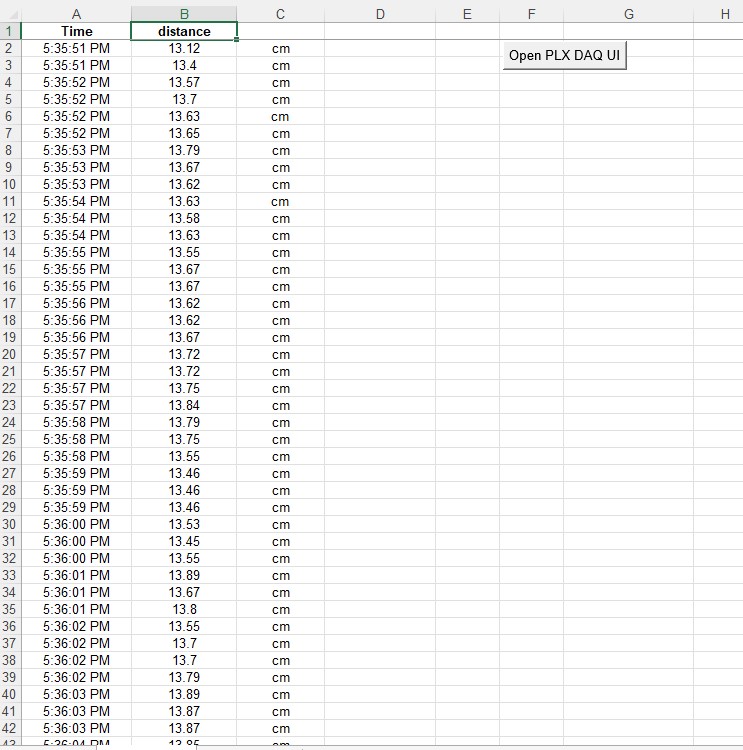 A B C D E F G H
1 Time distance
2 5:35:51 PM 13.12 cm Open PLX DAQ UI
3 5:35:51 PM 13.4 cm
4 5:35:52 PM 13.57 cm
5 5:35:52 PM 13.7 cm
6 5:35:52 PM 13.63 cm
7 5:35:52 PM 13.65 cm
8 5:35:53 PM 13.79 cm
9 5:35:53 PM 13.67 cm
10 5:35:53 PM 13.62 cm
11 5:35:54 PM 13.63 cm
12 5:35:54 PM 13.58 cm
13 5:35:54 PM 13.63 cm
14 5:35:55 PM 13.55 cm
15 5:35:55 PM 13.67 cm
16 5:35:55 PM 13.67 cm
17 5:35:56 PM 13.62 cm
18 5:35:56 PM 13.62 cm
19 5:35:56 PM 13.67 cm
20 5:35:57 PM 13.72 cm
21 5:35:57 PM 13.72 cm
22 5:35:57 PM 13.75 cm
23 5:35:57 PM 13.84 cm
24 5:35:58 PM 13.79 cm
25 5:35:58 PM 13.75 cm
26 5:35:58 PM 13.55 cm
27 5:35:59 PM 13.46 cm
28 5:35:59 PM 13.46 cm
29 5:35:59 PM 13.46 cm
30 5:36:00 PM 13.53 cm
31 5:36:00 PM 13.45 cm
32 5:36:00 PM 13.55 cm
33 5:36:01 PM 13.89 cm
34 5:36:01 PM 13.67 cm
35 5:36:01 PM 13.8 cm
36 5:36:02 PM 13.55 cm
37 5:36:02 PM 13.7 cm
38 5:36:02 PM 13.7 cm
39 5:36:02 PM 13.79 cm
40 5:36:03 PM 13.89 cm
41 5:36:03 PM 13.87 cm
42 5:36:03 PM 13.87 cm
43 5:36:04 PM cm